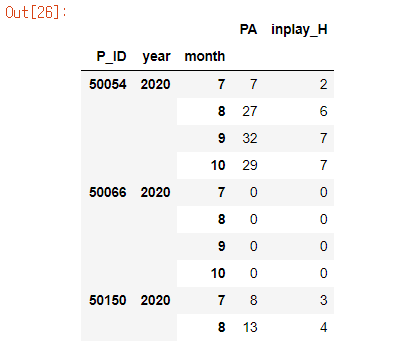 Out[26]:
PA inplay_H
P_ID year month
50054 2020 7 7 2
8 27 6
9 32 7
10 29 7
50066 2020 7 0 0
8 0 0
9 0 0
10 0 0
50150 2020 7 8 3
8 13 4